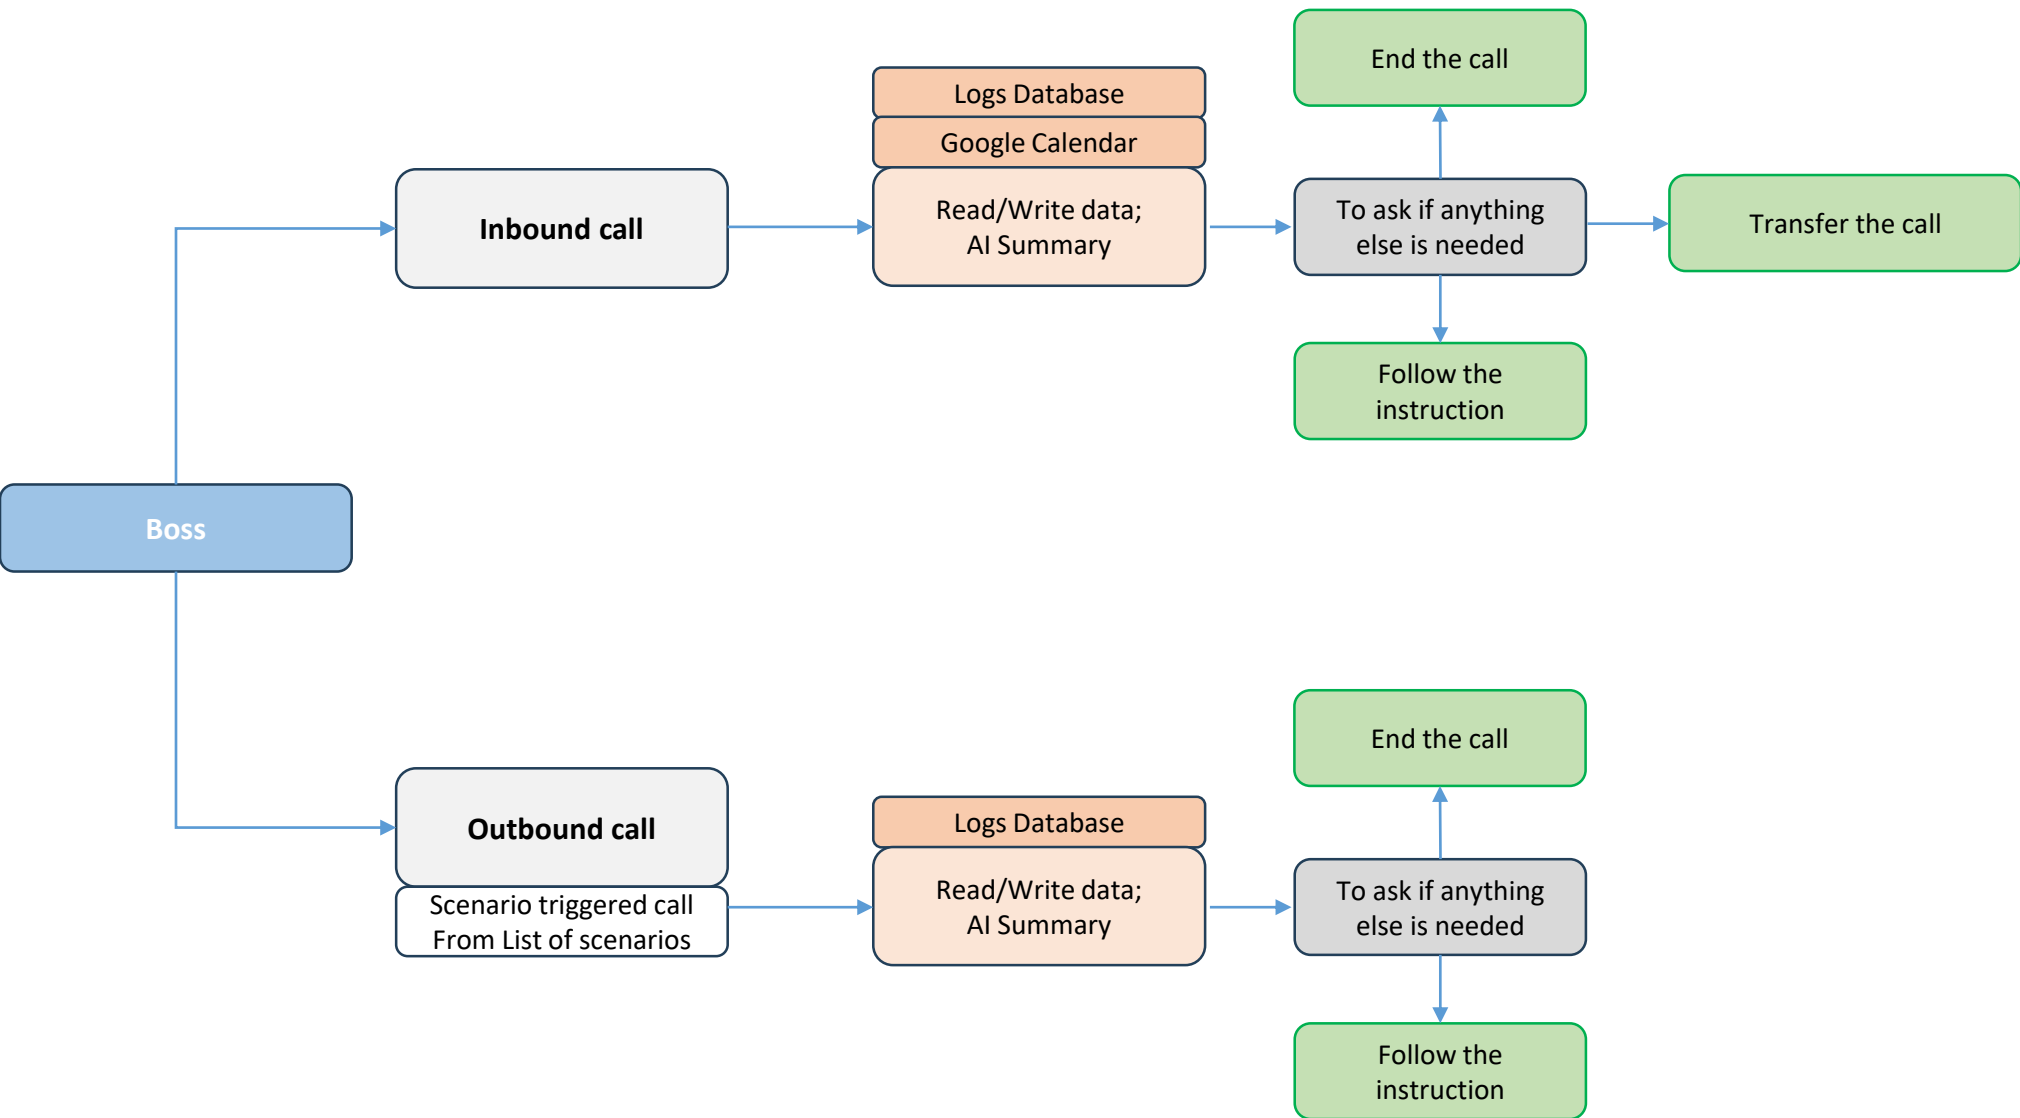 End the call
Logs Database
Google Calendar
Inbound call
Read/Write data;
AI Summary
To ask if anything
else is needed
Transfer the call
Follow the
instruction
Boss
End the call
Outbound call
Scenario triggered call
From List of scenarios
Logs Database
Read/Write data;
AI Summary
To ask if anything
else is needed
Follow the
instruction